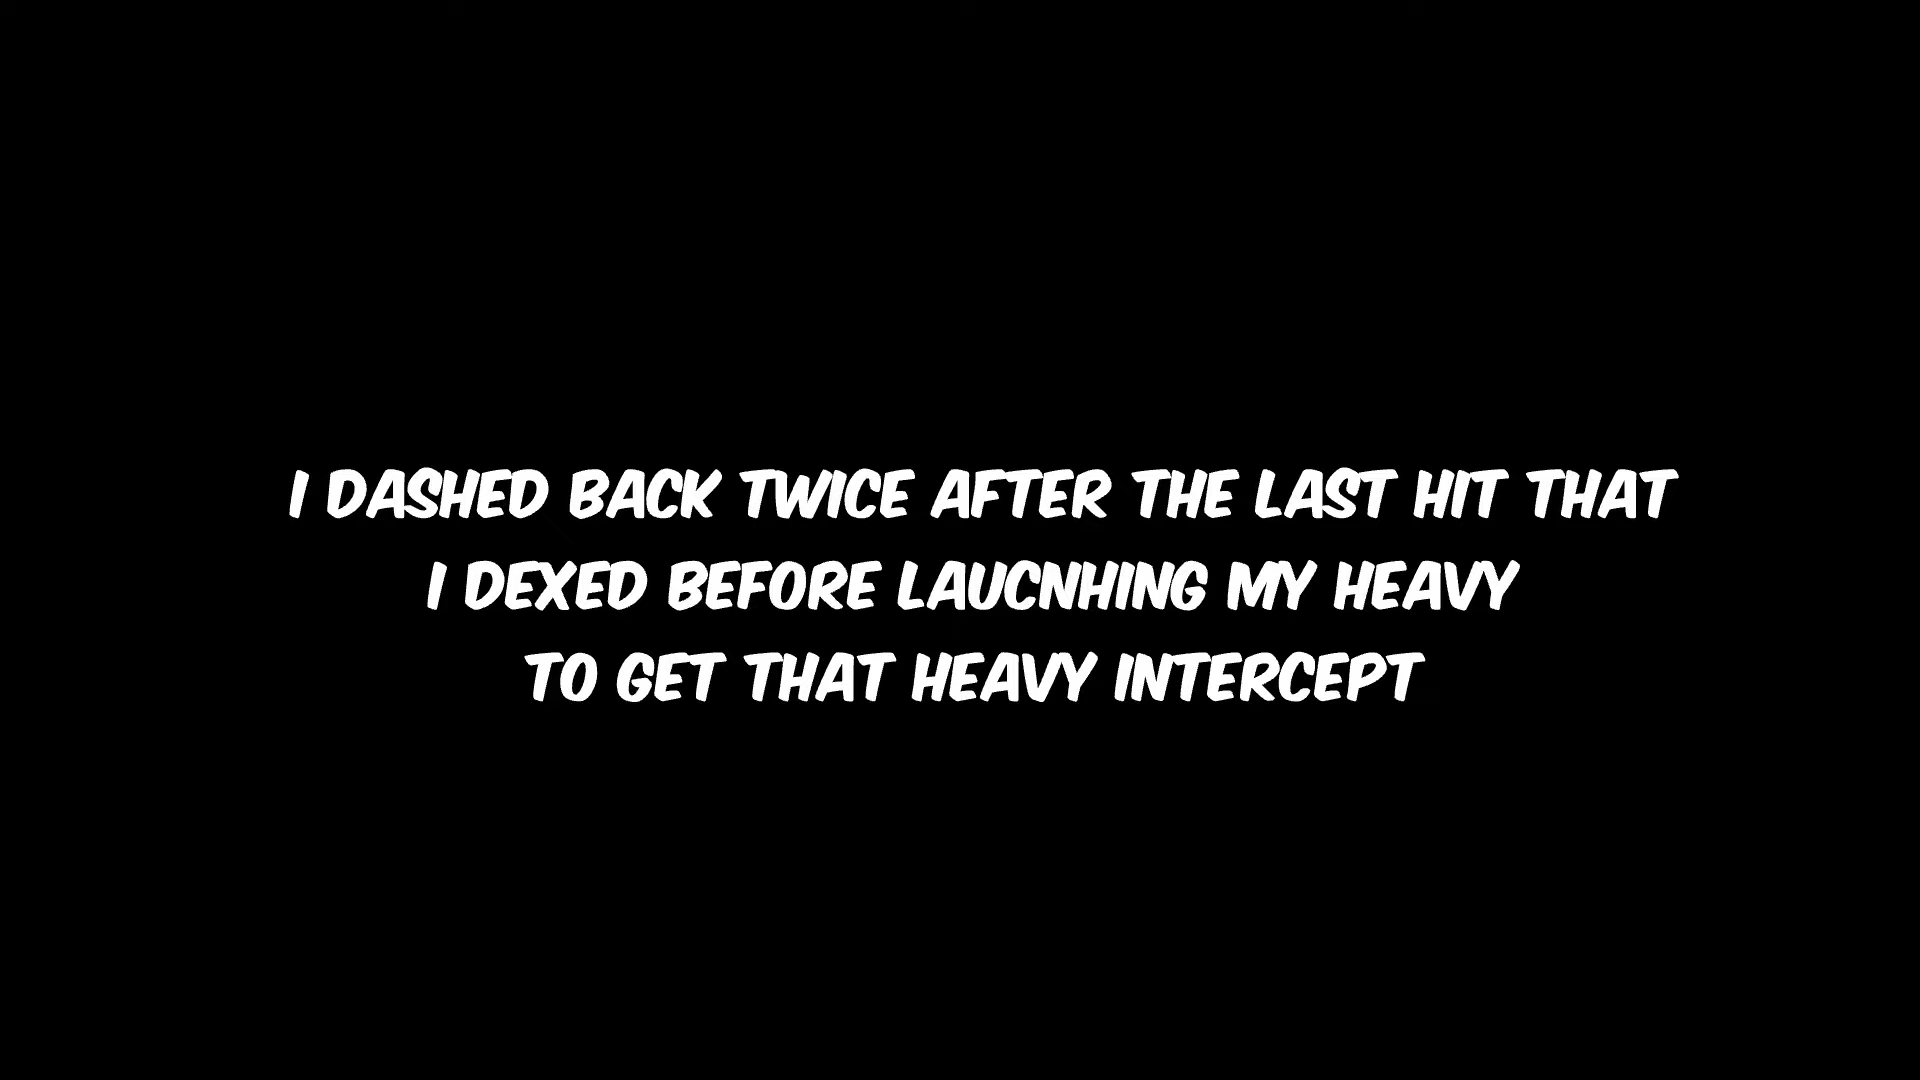 I DASHED BACK TWICE AFTER THE LAST HIT THAT
I DEXED BEFORE LAUCNHING MY HEAVY
TO GET THAT HEAVY INTERCEPT